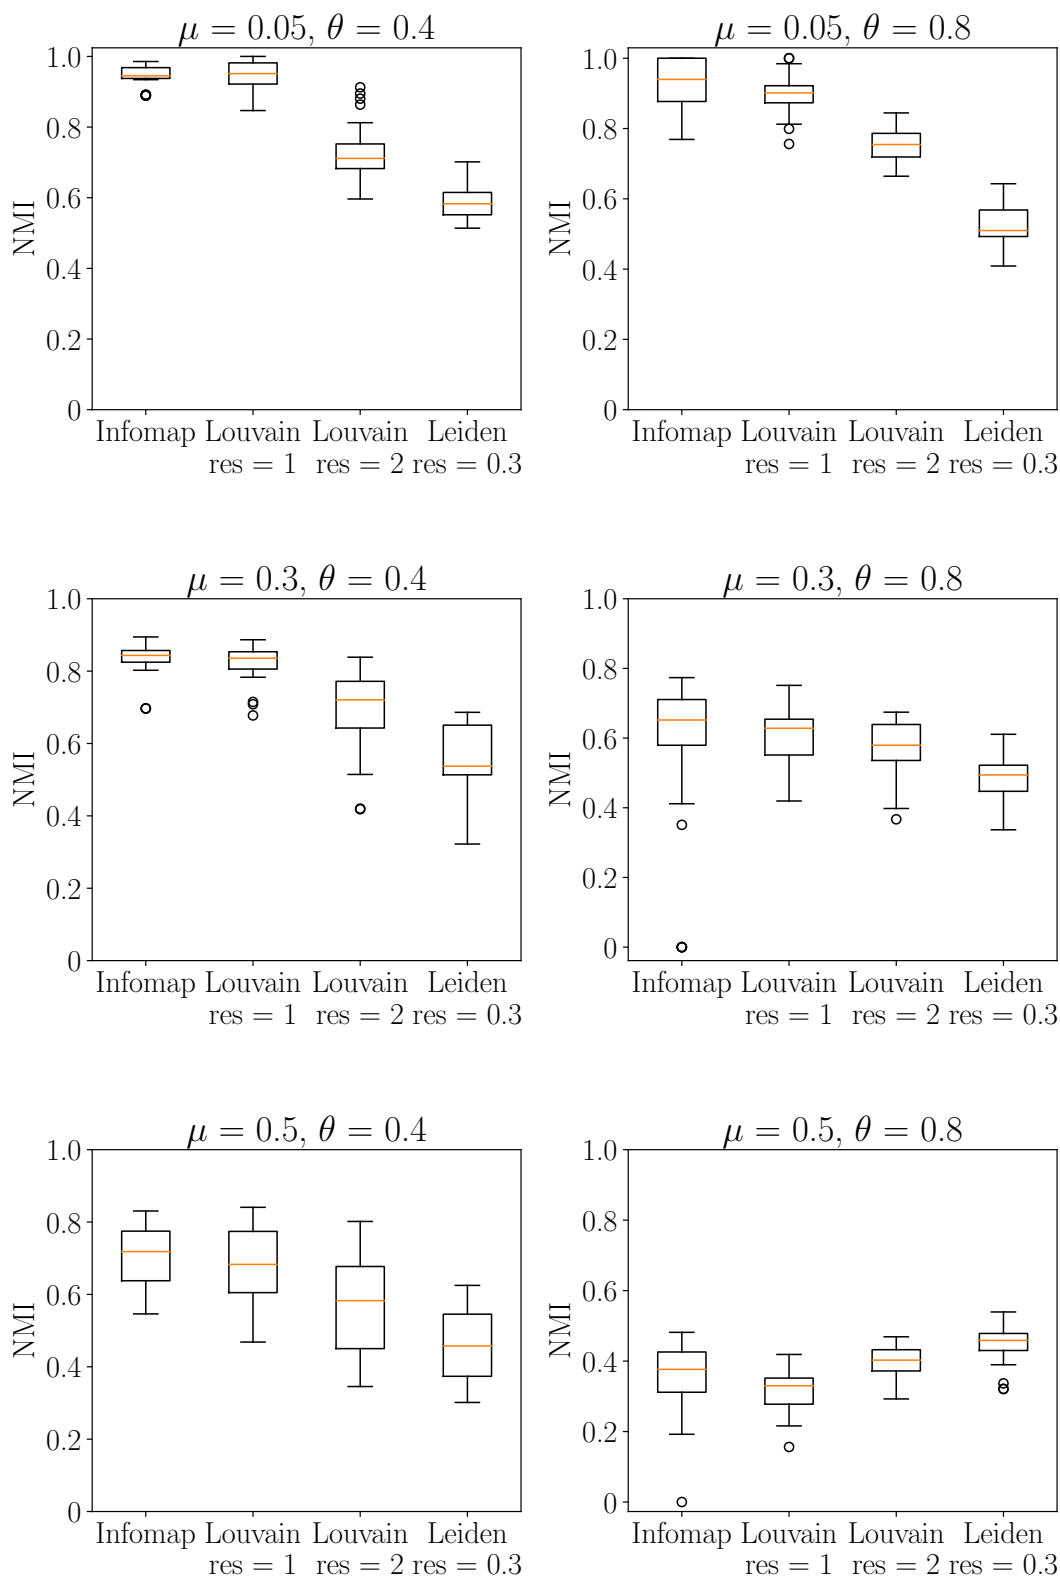 μ = 0.05, θ = 0.4
NMI
1.0
0.8
0.6
0.4
0.2
0
Infomap Louvain Louvain Leiden
res = 1 res = 2 res = 0.3
μ = 0.05, θ = 0.8
NMI
1.0
0.8
0.6
0.4
0.2
0
Infomap Louvain Louvain Leiden
res = 1 res = 2 res = 0.3
μ = 0.3, θ = 0.4
NMI
1.0
0.8
0.6
0.4
0.2
0
Infomap Louvain Louvain Leiden
res = 1 res = 2 res = 0.3
μ = 0.3, θ = 0.8
NMI
1.0
0.8
0.6
0.4
0.2
0
Infomap Louvain Louvain Leiden
res = 1 res = 2 res = 0.3
μ = 0.5, θ = 0.4
NMI
1.0
0.8
0.6
0.4
0.2
0
Infomap Louvain Louvain Leiden
res = 1 res = 2 res = 0.3
μ = 0.5, θ = 0.8
NMI
1.0
0.8
0.6
0.4
0.2
0
Infomap Louvain Louvain Leiden
res = 1 res = 2 res = 0.3